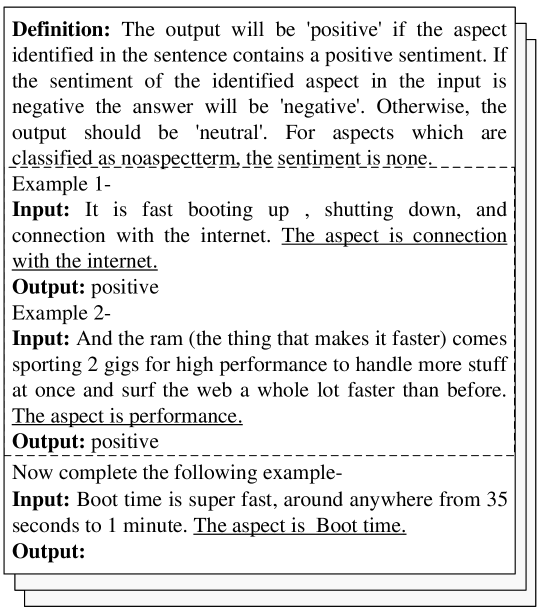 Definition: The output will be 'positive' if the aspect
identified in the sentence contains a positive sentiment. If
the sentiment of the identified aspect in the input is
negative the answer will be 'negative'. Otherwise, the
output should be 'neutral'. For aspects which are
classified as noaspectterm, the sentiment is none.
Example 1-
Input: It is fast booting up , shutting down, and
connection with the internet. The aspect is connection
with the internet.
Output: positive
Example 2-
Input: And the ram (the thing that makes it faster) comes
sporting 2 gigs for high performance to handle more stuff
at once and surf the web a whole lot faster than before.
The aspect is performance.
Output: positive
Now complete the following example-
Input: Boot time is super fast, around anywhere from 35
seconds to 1 minute. The aspect is Boot time.
Output: